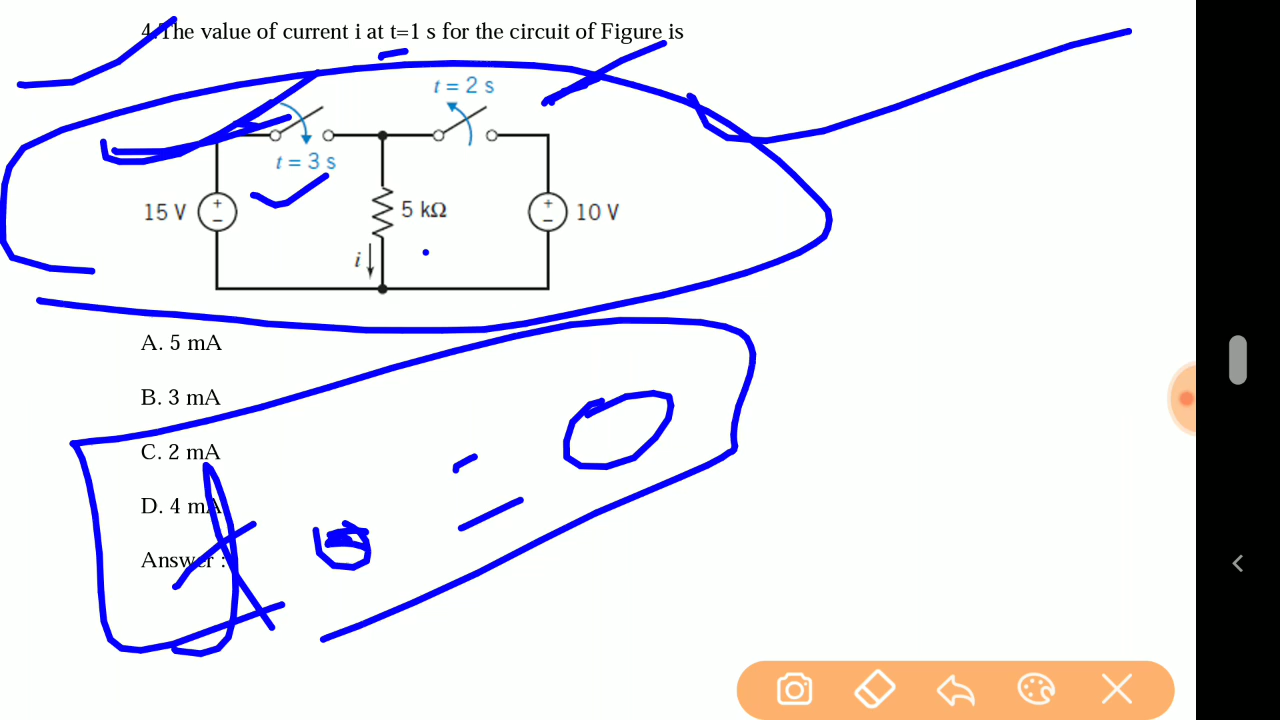 4.The value of current i at t=1 s for the circuit of Figure is
t = 2 s
t = 3 s
15 V + − 5 kΩ + − 10 V
i
A. 5 mA
B. 3 mA
C. 2 mA
D. 4 mA
Answer :